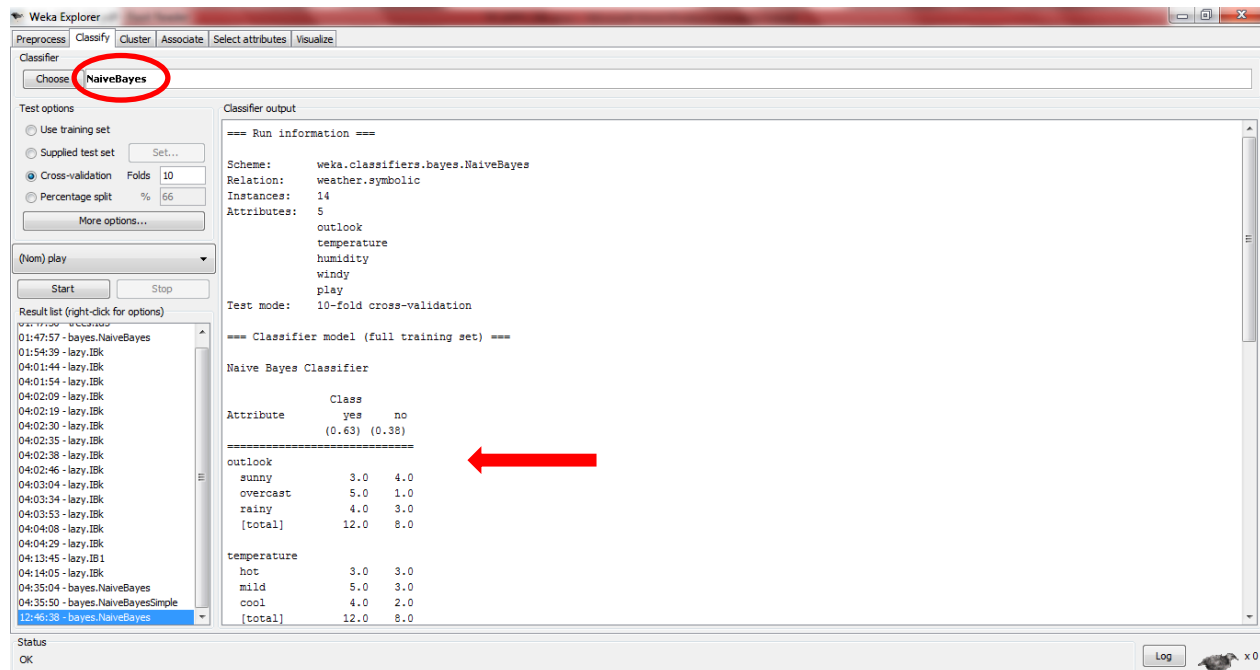 Weka Explorer
Preprocess Classify Cluster Associate Select attributes Visualize
Classifier
Choose NaiveBayes
Test options
Use training set
Supplied test set Set...
Cross-validation Folds 10
Percentage split % 66
More options...
(Nom) play
Start Stop
Result list (right-click for options)
01:47:57 - bayes.NaiveBayes
01:54:39 - lazy.IBk
04:01:44 - lazy.IBk
04:01:54 - lazy.IBk
04:02:09 - lazy.IBk
04:02:19 - lazy.IBk
04:02:30 - lazy.IBk
04:02:35 - lazy.IBk
04:02:38 - lazy.IBk
04:02:46 - lazy.IBk
04:03:04 - lazy.IBk
04:03:34 - lazy.IBk
04:03:53 - lazy.IBk
04:04:08 - lazy.IBk
04:04:29 - lazy.IBk
04:13:45 - lazy.IB1
04:14:05 - lazy.IBk
04:35:04 - bayes.NaiveBayes
04:35:50 - bayes.NaiveBayesSimple
12:46:38 - bayes.NaiveBayes
Classifier output
=== Run information ===
Scheme: weka.classifiers.bayes.NaiveBayes
Relation: weather.symbolic
Instances: 14
Attributes: 5
outlook
temperature
humidity
windy
play
Test mode: 10-fold cross-validation
=== Classifier model (full training set) ===
Naive Bayes Classifier
Class
Attribute yes no
(0.63) (0.38)
=============================
outlook
sunny 3.0 4.0
overcast 5.0 1.0
rainy 4.0 3.0
[total] 12.0 8.0
temperature
hot 3.0 3.0
mild 5.0 3.0
cool 4.0 2.0
[total] 12.0 8.0
Status
OK
Log x 0